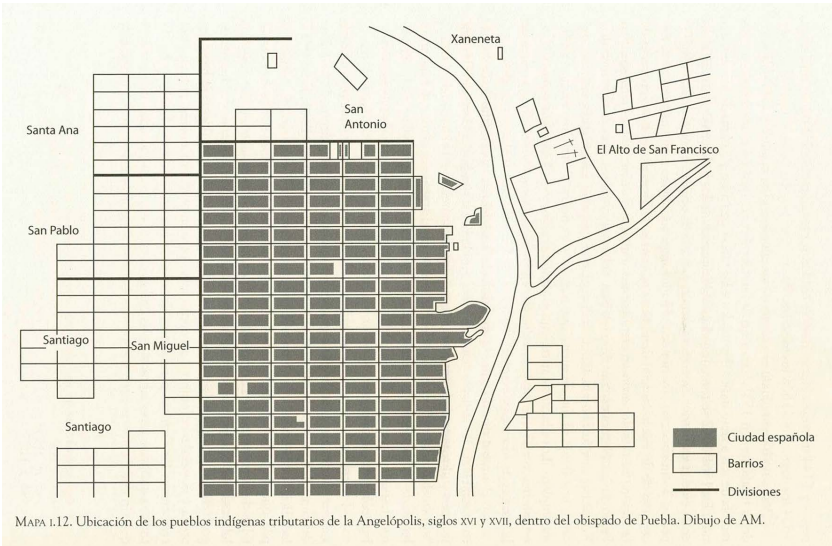 Xaneneta
San
Antonio
Santa Ana
El Alto de San Francisco
San Pablo
Santiago
San Miguel
Santiago
Ciudad española
Barrios
Divisiones
MAPA 1.12. Ubicación de los pueblos indígenas tributarios de la Angelópolis, siglos XVI y XVII, dentro del obispado de Puebla. Dibujo de AM.